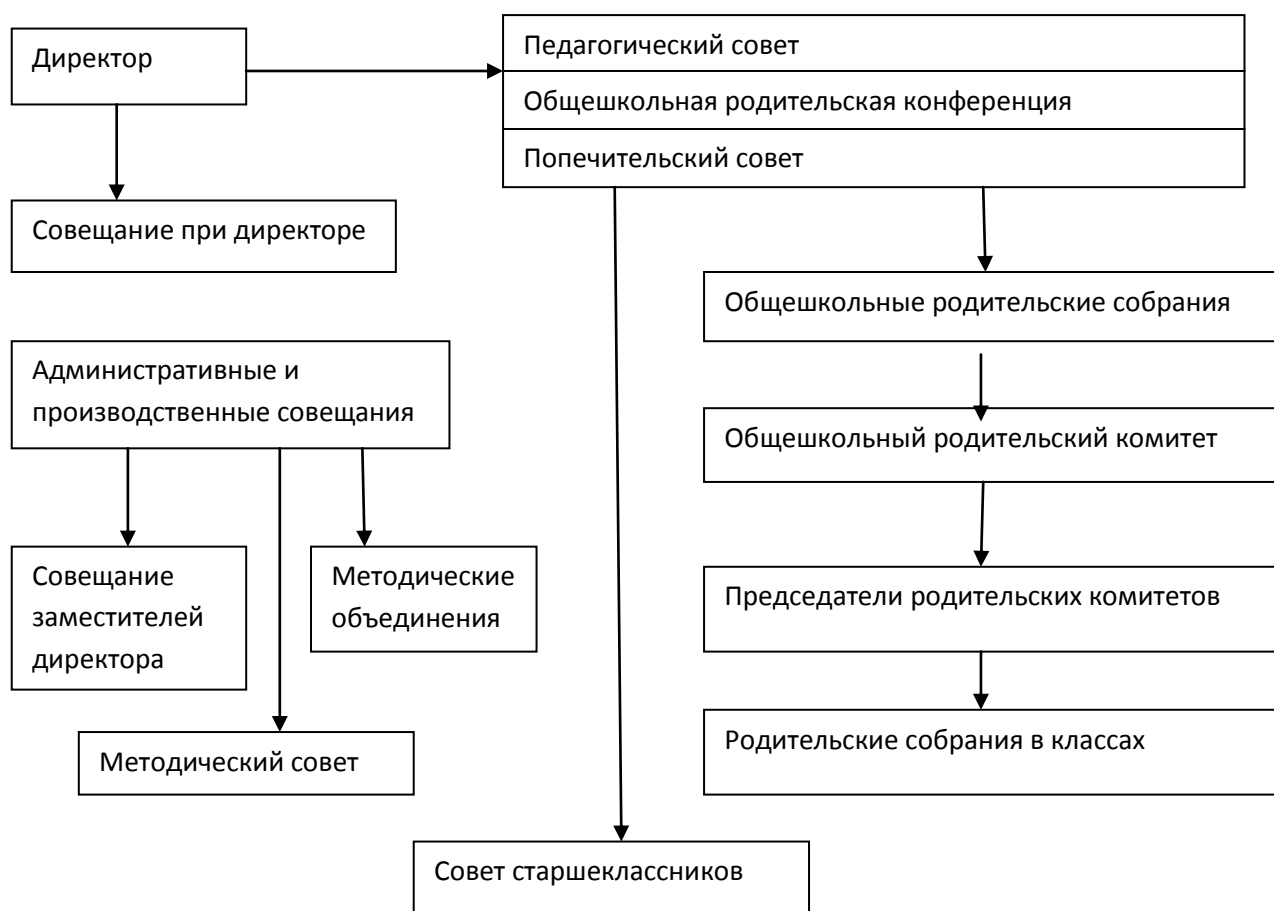 Директор
Педагогический совет
Общешкольная родительская конференция
Попечительский совет
Совещание при директоре
Общешкольные родительские собрания
Административные и
производственные совещания
Общешкольный родительский комитет
Совещание
заместителей
директора
Методические
объединения
Председатели родительских комитетов
Родительские собрания в классах
Методический совет
Совет старшеклассников